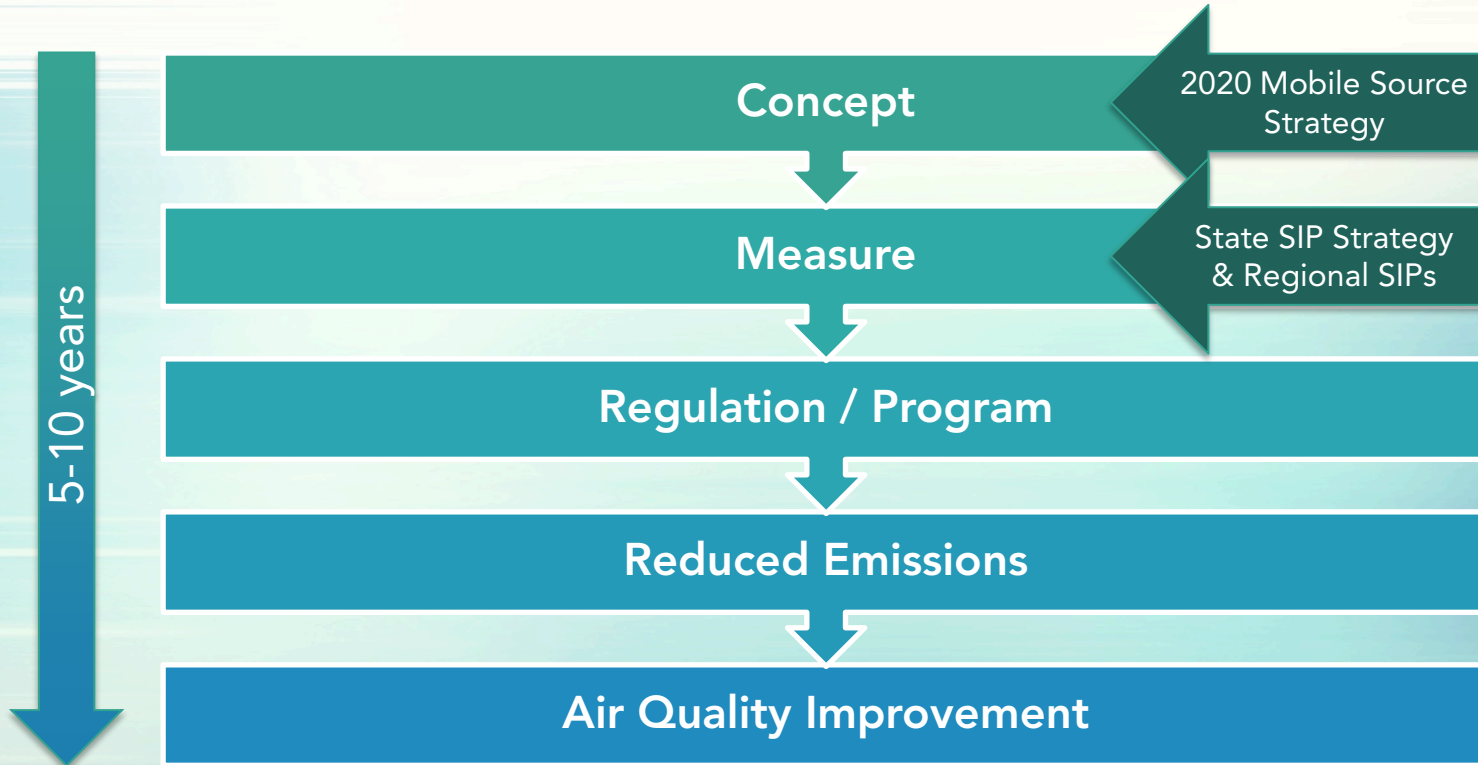 Concept
2020 Mobile Source
Strategy
Measure
State SIP Strategy
& Regional SIPs
5-10 years
Regulation / Program
Reduced Emissions
Air Quality Improvement